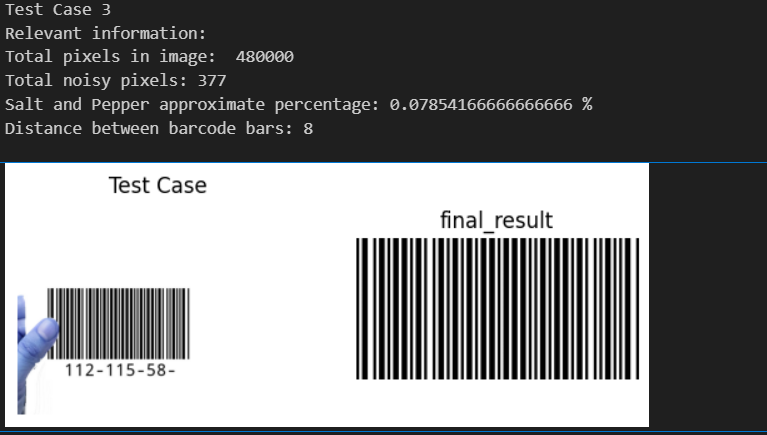 Test Case 3
Relevant information:
Total pixels in image:  480000
Total noisy pixels: 377
Salt and Pepper approximate percentage: 0.07854166666666666 %
Distance between barcode bars: 8
Test Case
final_result
112-115-58-